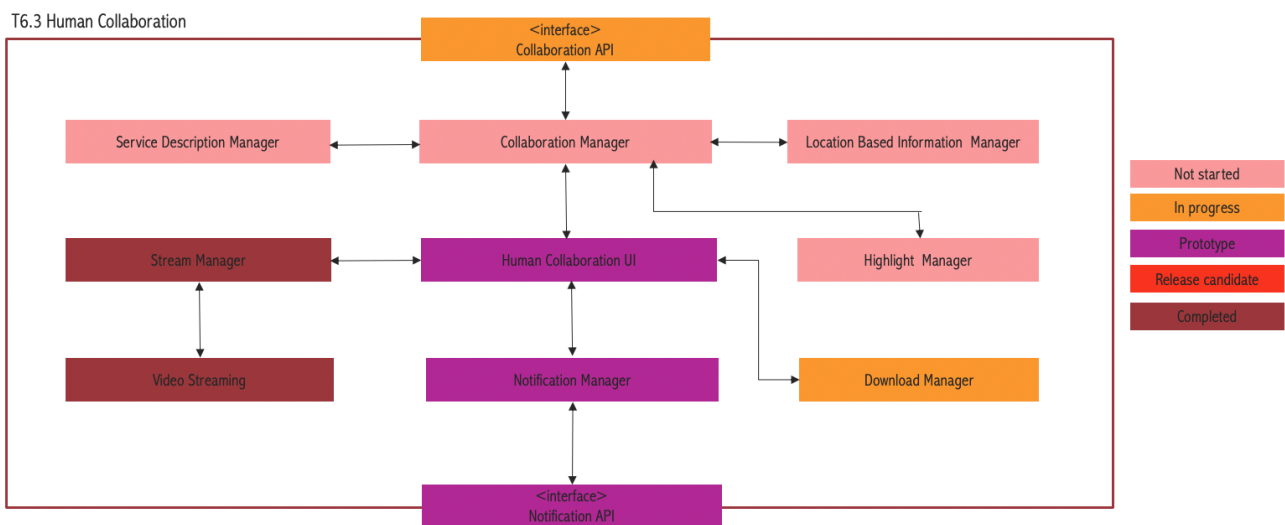 T6.3 Human Collaboration
<interface>
Collaboration API
Service Description Manager
Collaboration Manager
Location Based Information Manager
Not started
In progress
Stream Manager
Human Collaboration UI
Highlight Manager
Prototype
Release candidate
Completed
Video Streaming
Notification Manager
Download Manager
<interface>
Notification API